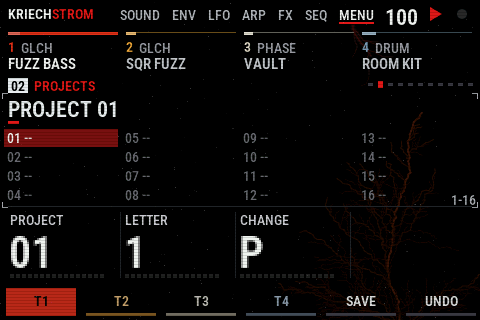 KRIECHSTROM SOUND ENV LFO ARP FX SEQ MENU 100
1 GLCH 2 GLCH 3 PHASE 4 DRUM
FUZZ BASS SQR FUZZ VAULT ROOM KIT
02 PROJECTS
PROJECT 01
01 -- 05 -- 09 -- 13 --
02 -- 06 -- 10 -- 14 --
03 -- 07 -- 11 -- 15 --
04 -- 08 -- 12 -- 16 --
1-16
PROJECT LETTER CHANGE
01 1 P
T1 T2 T3 T4 SAVE UNDO